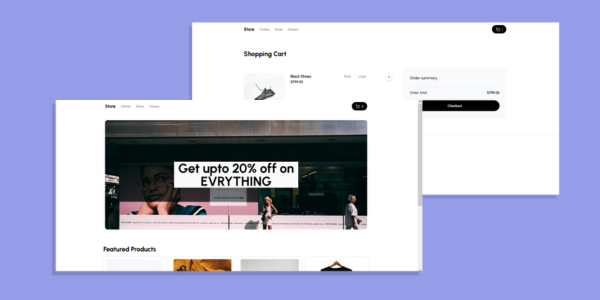 Store
Clothes
Shoes
Glasses
Shopping Cart
Black Shoes
$799.00
Black
Large
Order summary
Order total
$799.00
Checkout
Store
Clothes
Shoes
Glasses
Get upto 20% off on
EVRYTHING
Featured Products